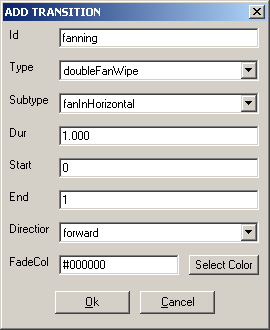 ADD TRANSITION
Id fanning
Type doubleFanWipe
Subtype fanInHorizontal
Dur 1.000
Start 0
End 1
Directior forward
FadeCol #000000 Select Color
Ok Cancel